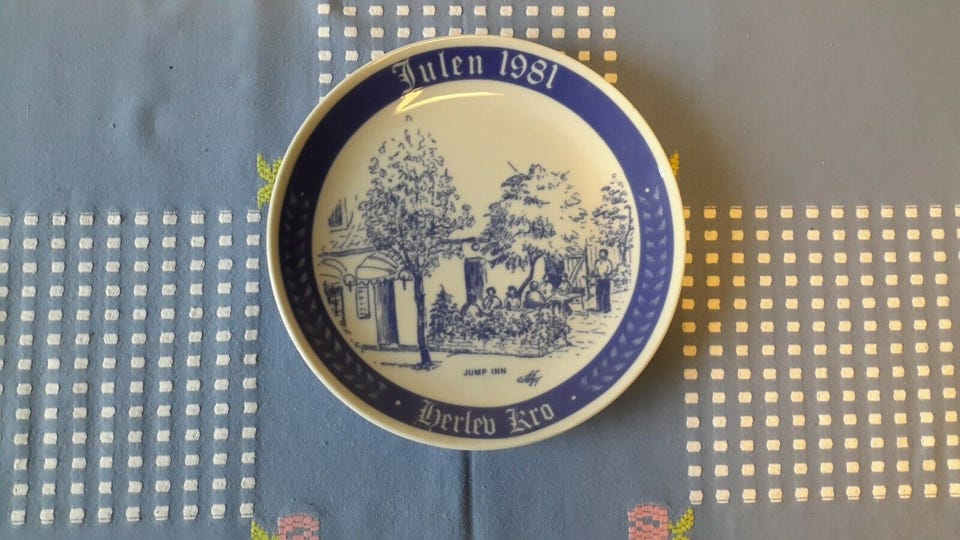 Julen 1981
JUMP INN
Herlev Kro